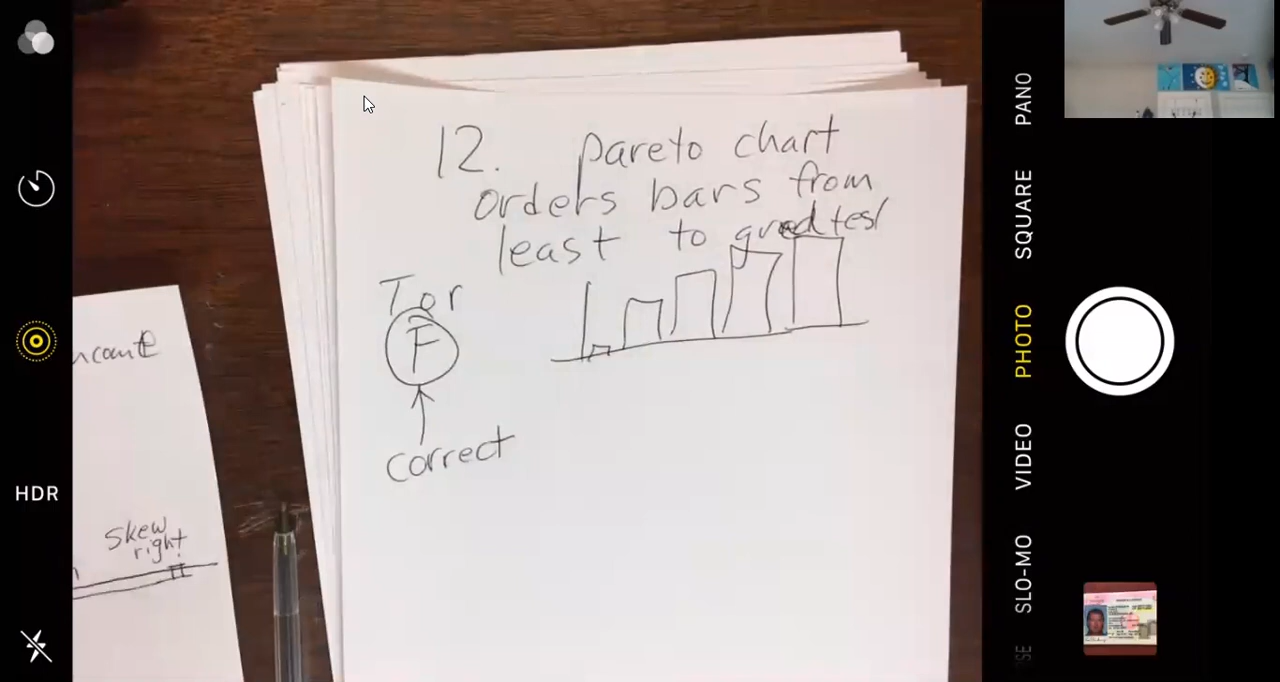 12. pareto chart
orders bars from
least to greatest
T or
F
correct
skew
right
HDR
PANO
SQUARE
PHOTO
VIDEO
SLO-MO